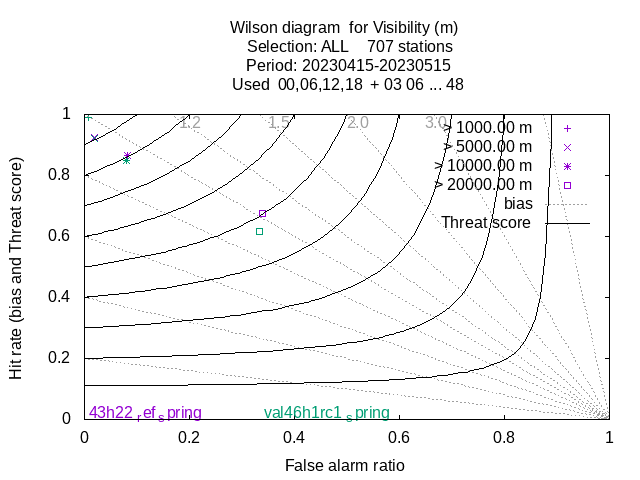 Wilson diagram for Visibility (m)
Selection: ALL 707 stations
Period: 20230415-20230515
Used 00,06,12,18 + 03 06 ... 48
1.2 1.5 2.0 3.0
> 1000.00 m
> 5000.00 m
> 10000.00 m
> 20000.00 m
bias
Threat score
Hit rate (bias and Threat score)
1
0.8
0.6
0.4
0.2
0
43h22_ref_spring val46h1rc1_spring
0 0.2 0.4 0.6 0.8 1
False alarm ratio